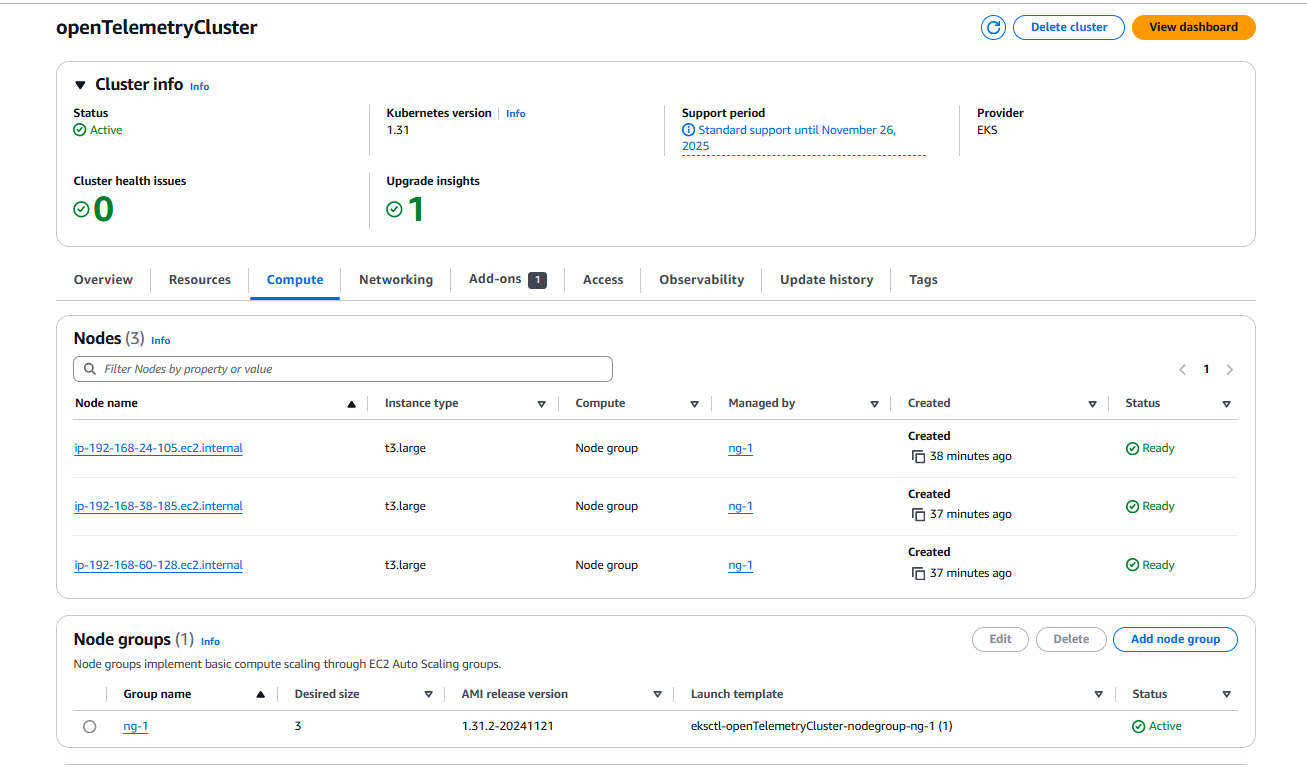 openTelemetryCluster
Delete cluster
View dashboard
Cluster info Info
Status
Active
Kubernetes version Info
1.31
Support period
Standard support until November 26,
2025
Provider
EKS
Cluster health issues
0
Upgrade insights
1
Overview Resources Compute Networking Add-ons 1 Access Observability Update history Tags
Nodes (3) Info
Filter Nodes by property or value
1
Node name Instance type Compute Managed by Created Status
Created
ip-192-168-24-105.ec2.internal t3.large Node group ng-1 38 minutes ago Ready
Created
ip-192-168-38-185.ec2.internal t3.large Node group ng-1 37 minutes ago Ready
Created
ip-192-168-60-128.ec2.internal t3.large Node group ng-1 37 minutes ago Ready
Node groups (1) Info
Edit Delete Add node group
Node groups implement basic compute scaling through EC2 Auto Scaling groups.
Group name Desired size AMI release version Launch template Status
ng-1 3 1.31.2-20241121 eksctl-openTelemetryCluster-nodegroup-ng-1 (1) Active